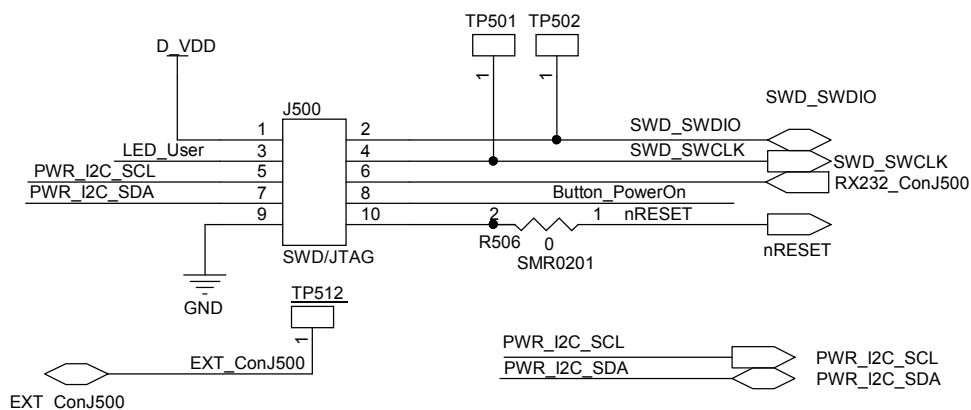 TP501 TP502
1 1
D_VDD
SWD_SWDIO
J500
1 2 SWD_SWDIO
LED_User 3 4 SWD_SWCLK SWD_SWCLK
PWR_I2C_SCL 5 6 RX232_ConJ500
PWR_I2C_SDA 7 8 Button_PowerOn
9 10 2 1 nRESET
R506 0 nRESET
SWD/JTAG SMR0201
GND
TP512
1
EXT_ConJ500
EXT_ConJ500
PWR_I2C_SCL PWR_I2C_SCL
PWR_I2C_SDA PWR_I2C_SDA